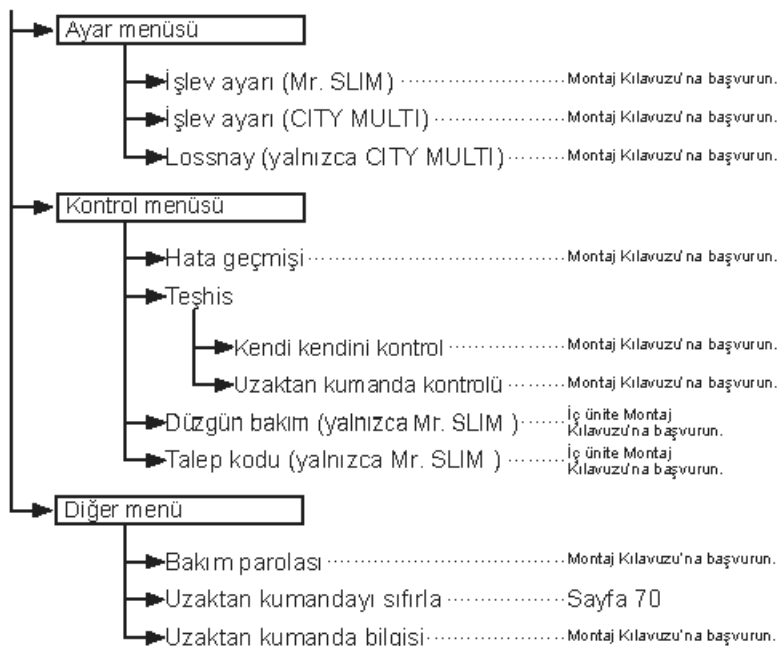 Ayar menüsü
İşlev ayarı (Mr. SLIM) Montaj Kılavuzu'na başvurun.
İşlev ayarı (CITY MULTI) Montaj Kılavuzu'na başvurun.
Lossnay (yalnızca CITY MULTI) Montaj Kılavuzu'na başvurun.
Kontrol menüsü
Hata geçmişi Montaj Kılavuzu'na başvurun.
Teşhis
Kendi kendini kontrol Montaj Kılavuzu'na başvurun.
Uzaktan kumanda kontrolü Montaj Kılavuzu'na başvurun.
Düzgün bakım (yalnızca Mr. SLIM ) İç ünite Montaj
Kılavuzu'na başvurun.
Talep kodu (yalnızca Mr. SLIM ) İç ünite Montaj
Kılavuzu'na başvurun.
Diğer menü
Bakım parolası Montaj Kılavuzu'na başvurun.
Uzaktan kumandayı sıfırla Sayfa 70
Uzaktan kumanda bilgisi Montaj Kılavuzu'na başvurun.